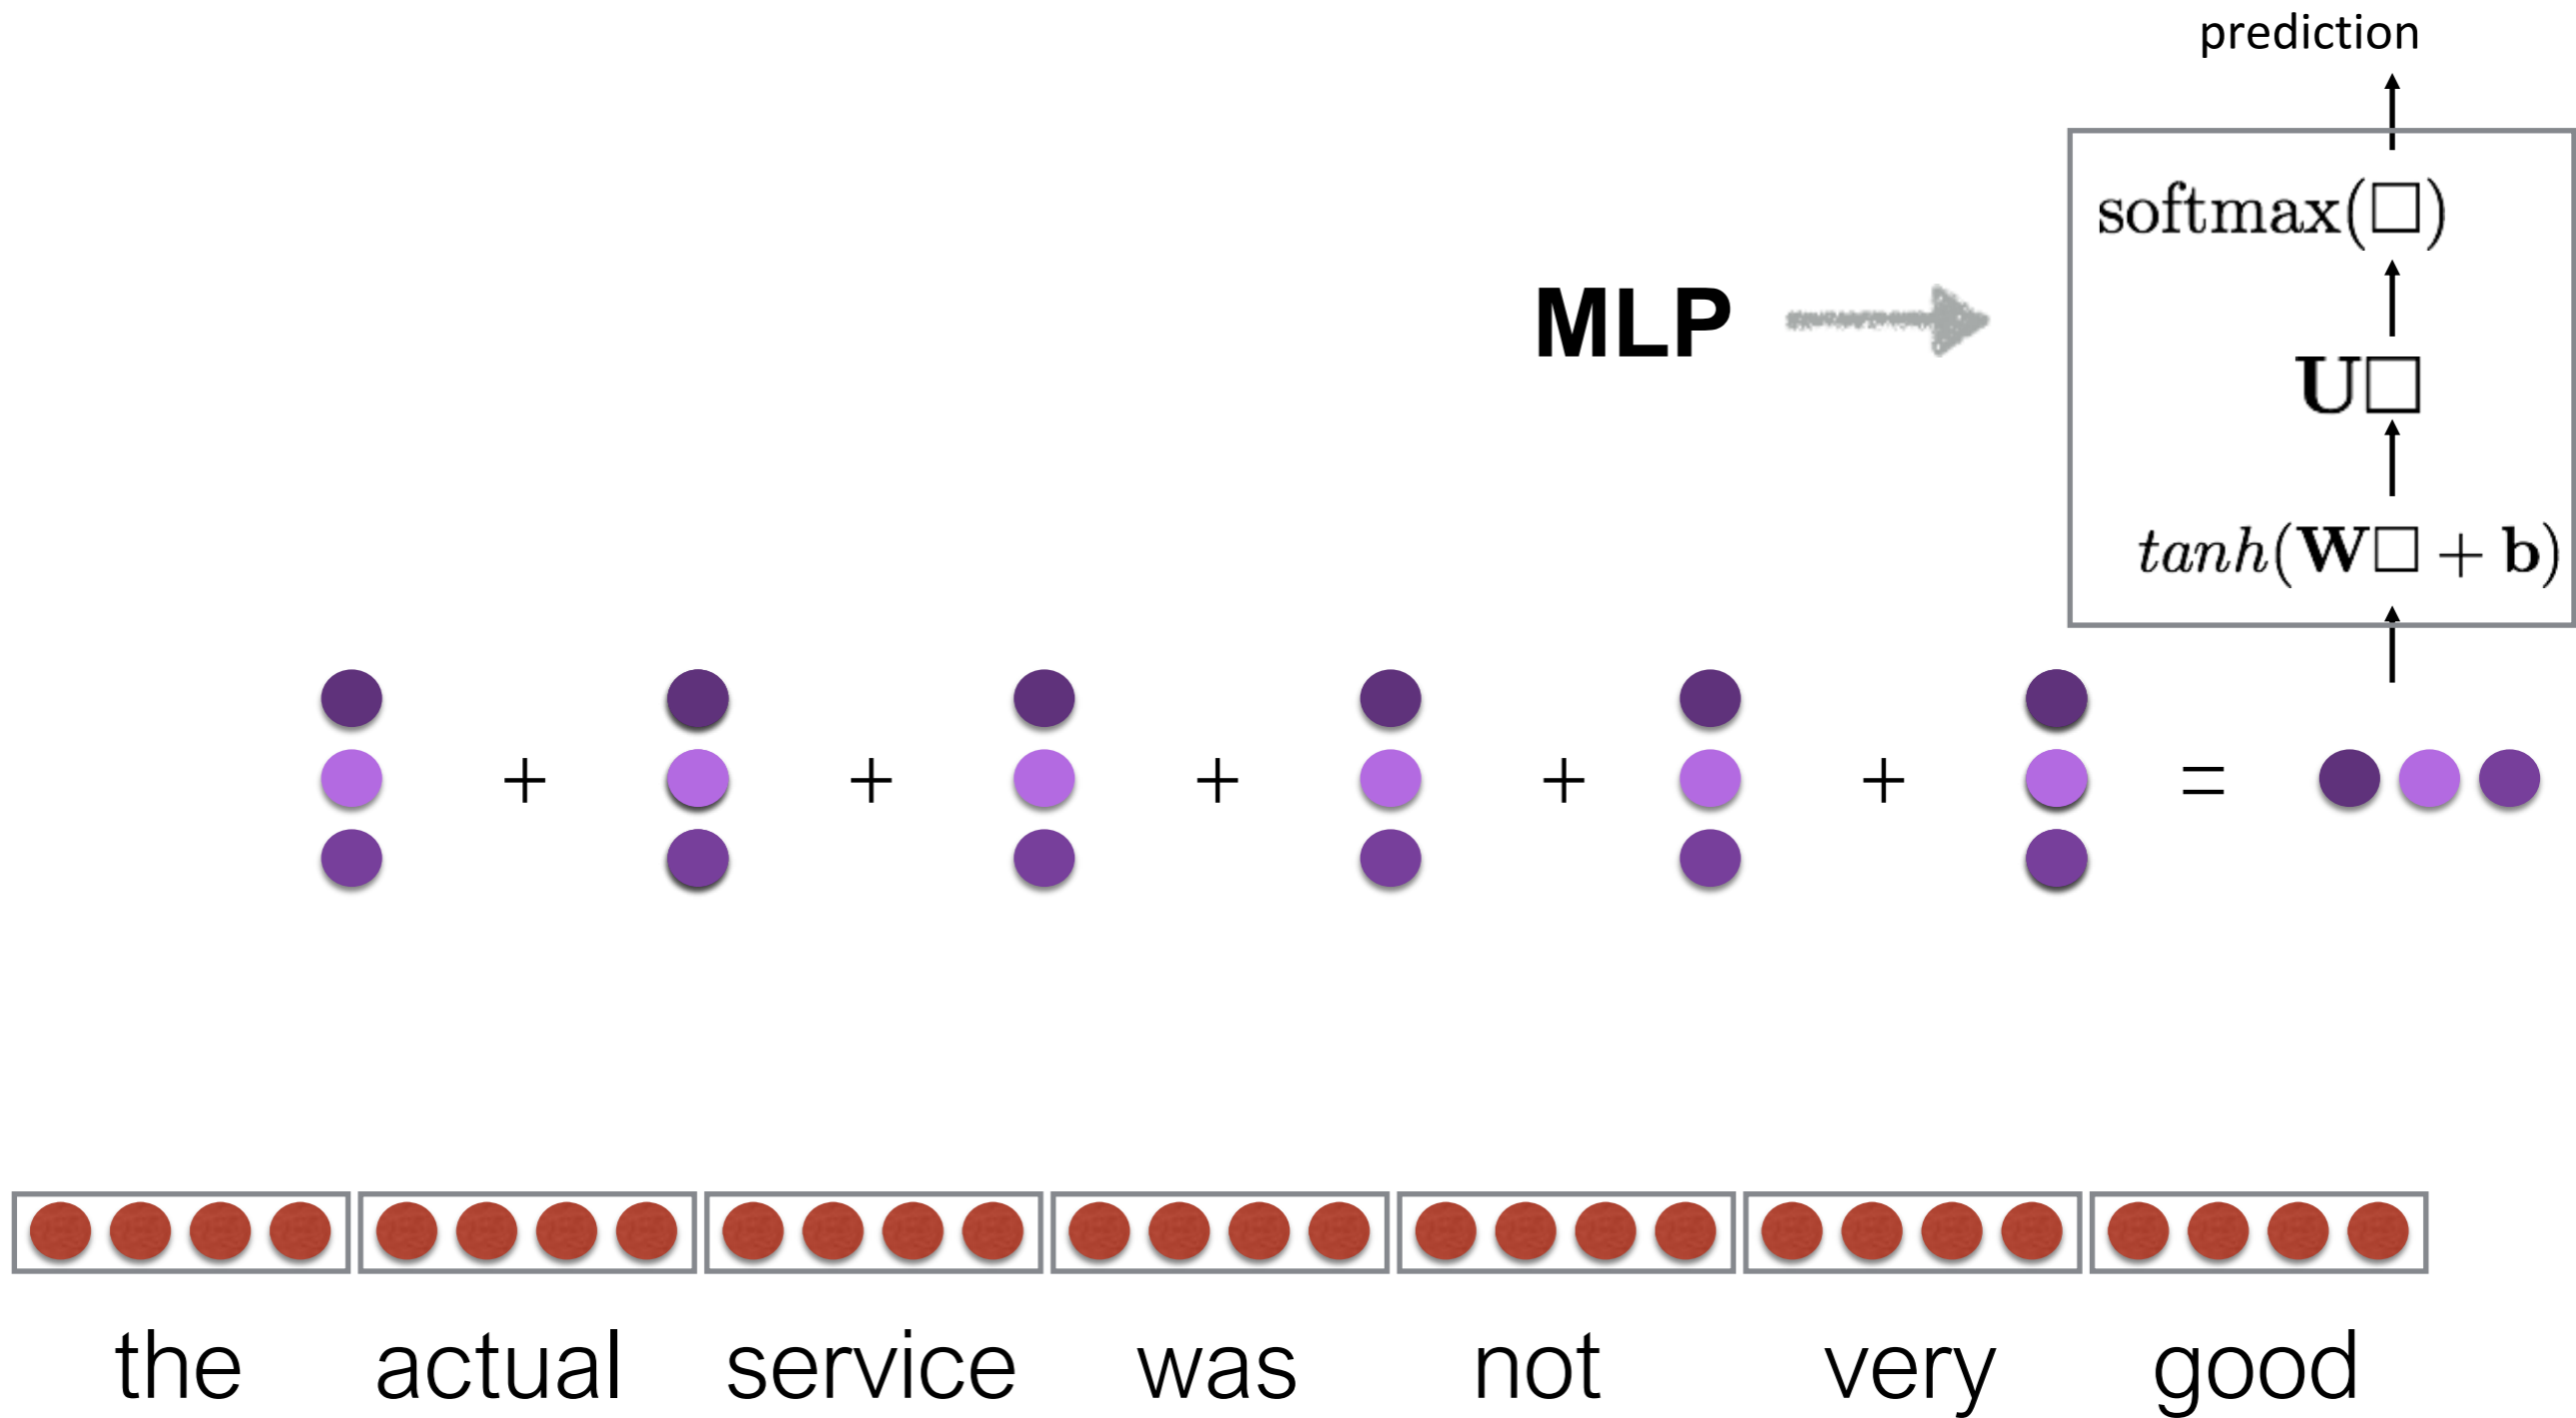 prediction
softmax(□)
MLP
U□
tanh(W□ + b)
+ + + + + =
the actual service was not very good